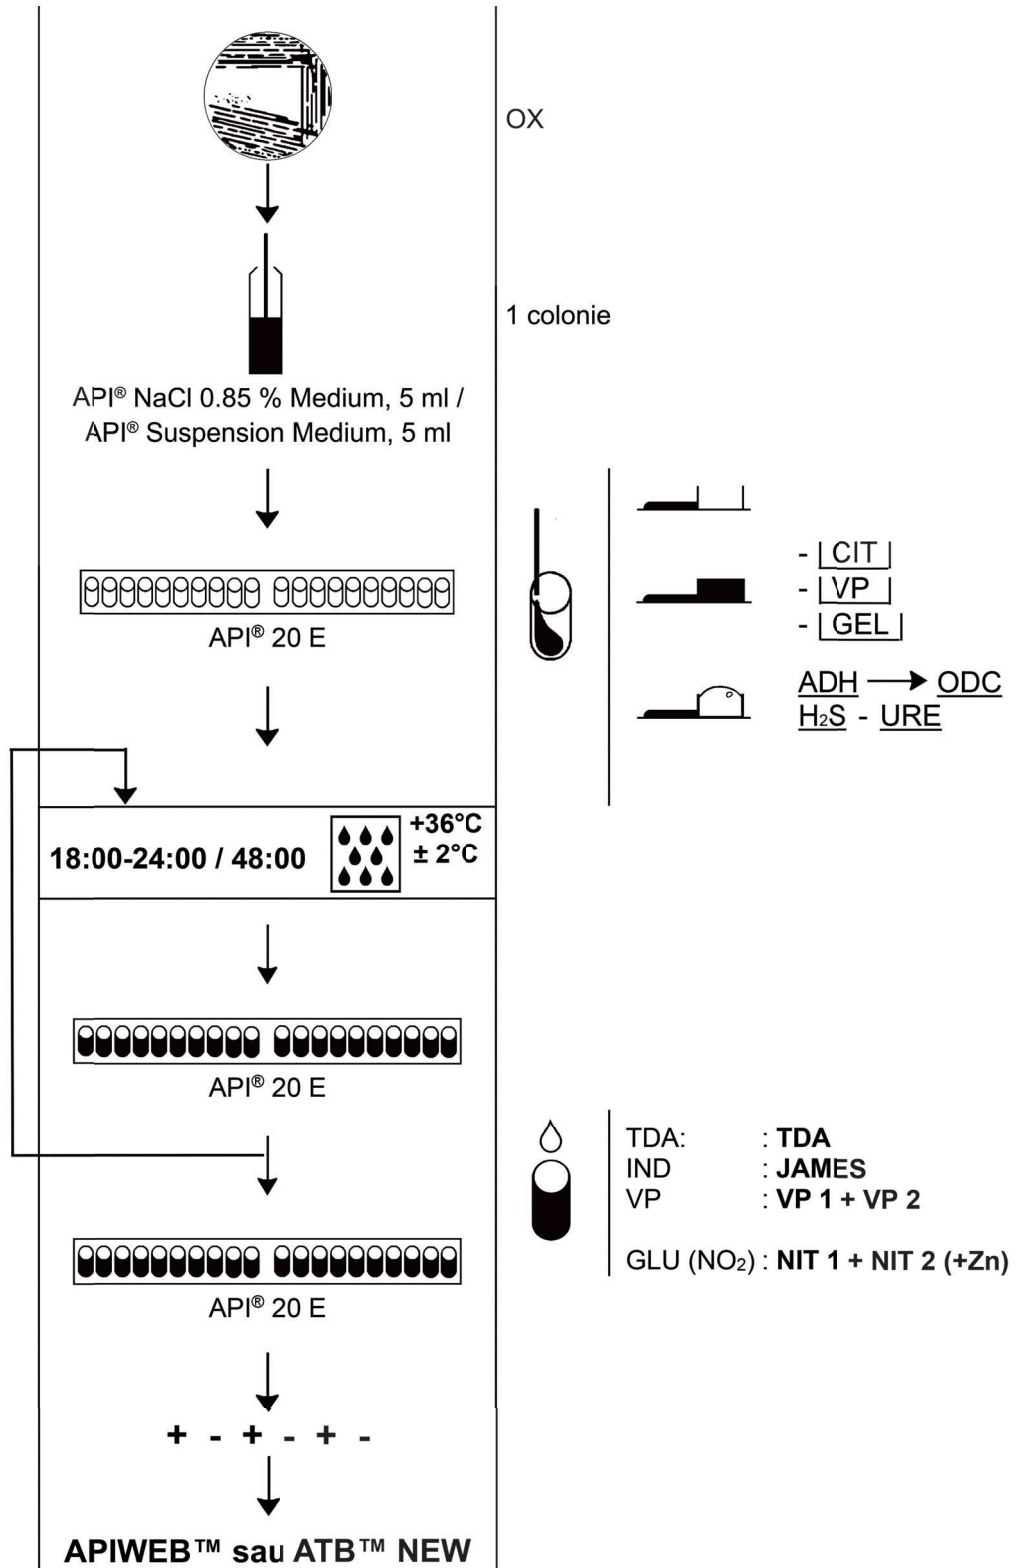 OX
1 colonie
API® NaCl 0.85 % Medium, 5 ml /
API® Suspension Medium, 5 ml
API® 20 E
- | CIT |
- | VP |
- | GEL |
ADH → ODC
H₂S - URE
18:00-24:00 / 48:00
+36°C
± 2°C
API® 20 E
TDA: : TDA
IND : JAMES
VP : VP 1 + VP 2
GLU (NO₂) : NIT 1 + NIT 2 (+Zn)
API® 20 E
+ - + - + -
APIWEB™ sau ATB™ NEW